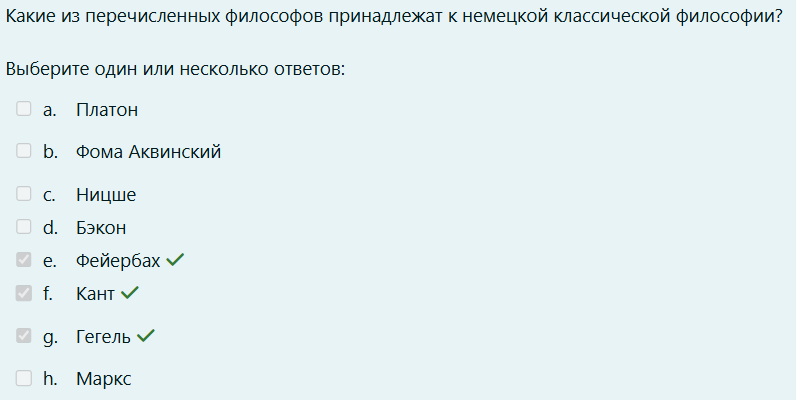 Какие из перечисленных философов принадлежат к немецкой классической философии?
Выберите один или несколько ответов:
a. Платон
b. Фома Аквинский
c. Ницше
d. Бэкон
e. Фейербах
f. Кант
g. Гегель
h. Маркс